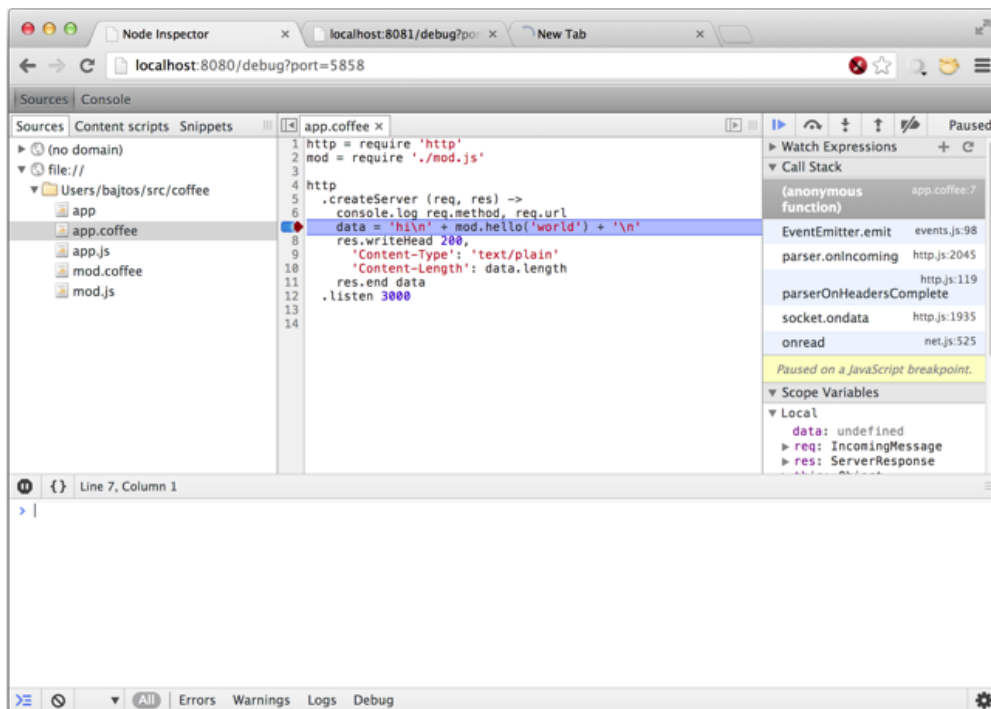 Node Inspector
localhost:8081/debug?por
New Tab
localhost:8080/debug?port=5858
Sources Console
Sources Content scripts Snippets
(no domain)
file://
Users/bajtos/src/coffee
app
app.coffee
app.js
mod.coffee
mod.js
app.coffee ×
1 http = require 'http'
2 mod = require './mod.js'
3
4 http
5 .createServer (req, res) ->
6 console.log req.method, req.url
data = 'hi\n' + mod.hello('world') + '\n'
8 res.writeHead 200,
9 'Content-Type': 'text/plain'
10 'Content-Length': data.length
11 res.end data
12 .listen 3000
13
14
Paused
Watch Expressions
Call Stack
(anonymous app.coffee:7
function)
EventEmitter.emit events.js:98
parser.onIncoming http.js:2045
http.js:119
parserOnHeadersComplete
socket.ondata http.js:1935
onread net.js:525
Paused on a JavaScript breakpoint.
Scope Variables
Local
data: undefined
req: IncomingMessage
res: ServerResponse
{} Line 7, Column 1
>
All Errors Warnings Logs Debug